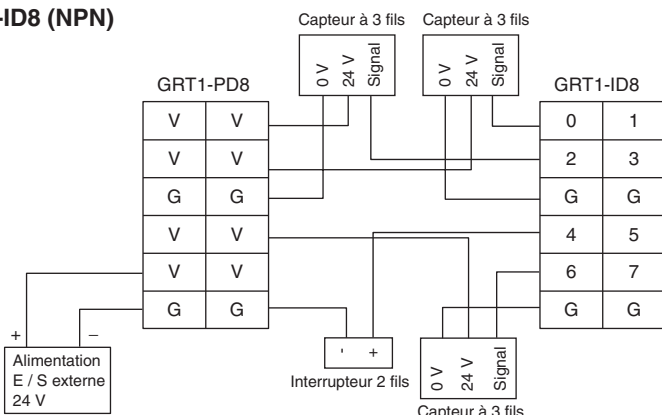 -ID8 (NPN)
Capteur à 3 fils
Capteur à 3 fils
0 V
24 V
Signal
0 V
24 V
Signal
GRT1-PD8
GRT1-ID8
V V
0 1
V V
2 3
G G
G G
V V
4 5
V V
6 7
G G
G G
+ –
Alimentation
E / S externe
24 V
- +
Interrupteur 2 fils
0 V
24 V
Signal
Capteur à 3 fils